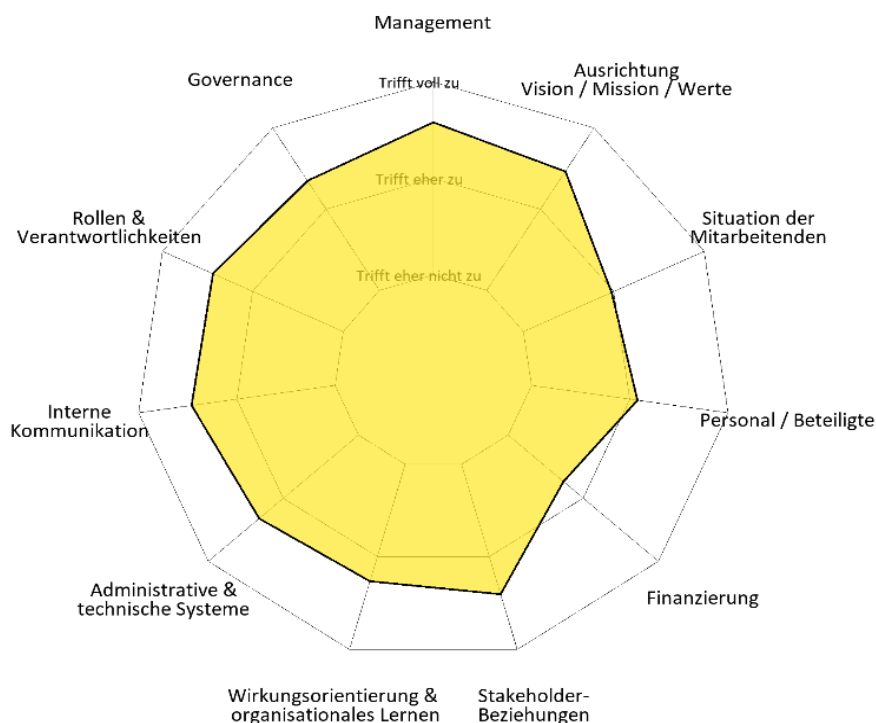 Management
Ausrichtung
Vision / Mission / Werte
Governance
Trifft voll zu
Trifft eher zu
Rollen &
Verantwortlichkeiten
Situation der
Mitarbeitenden
Trifft eher nicht zu
Interne
Kommunikation
Personal / Beteiligte
Administrative &
technische Systeme
Finanzierung
Wirkungsorientierung &
organisationales Lernen
Stakeholder-
Beziehungen